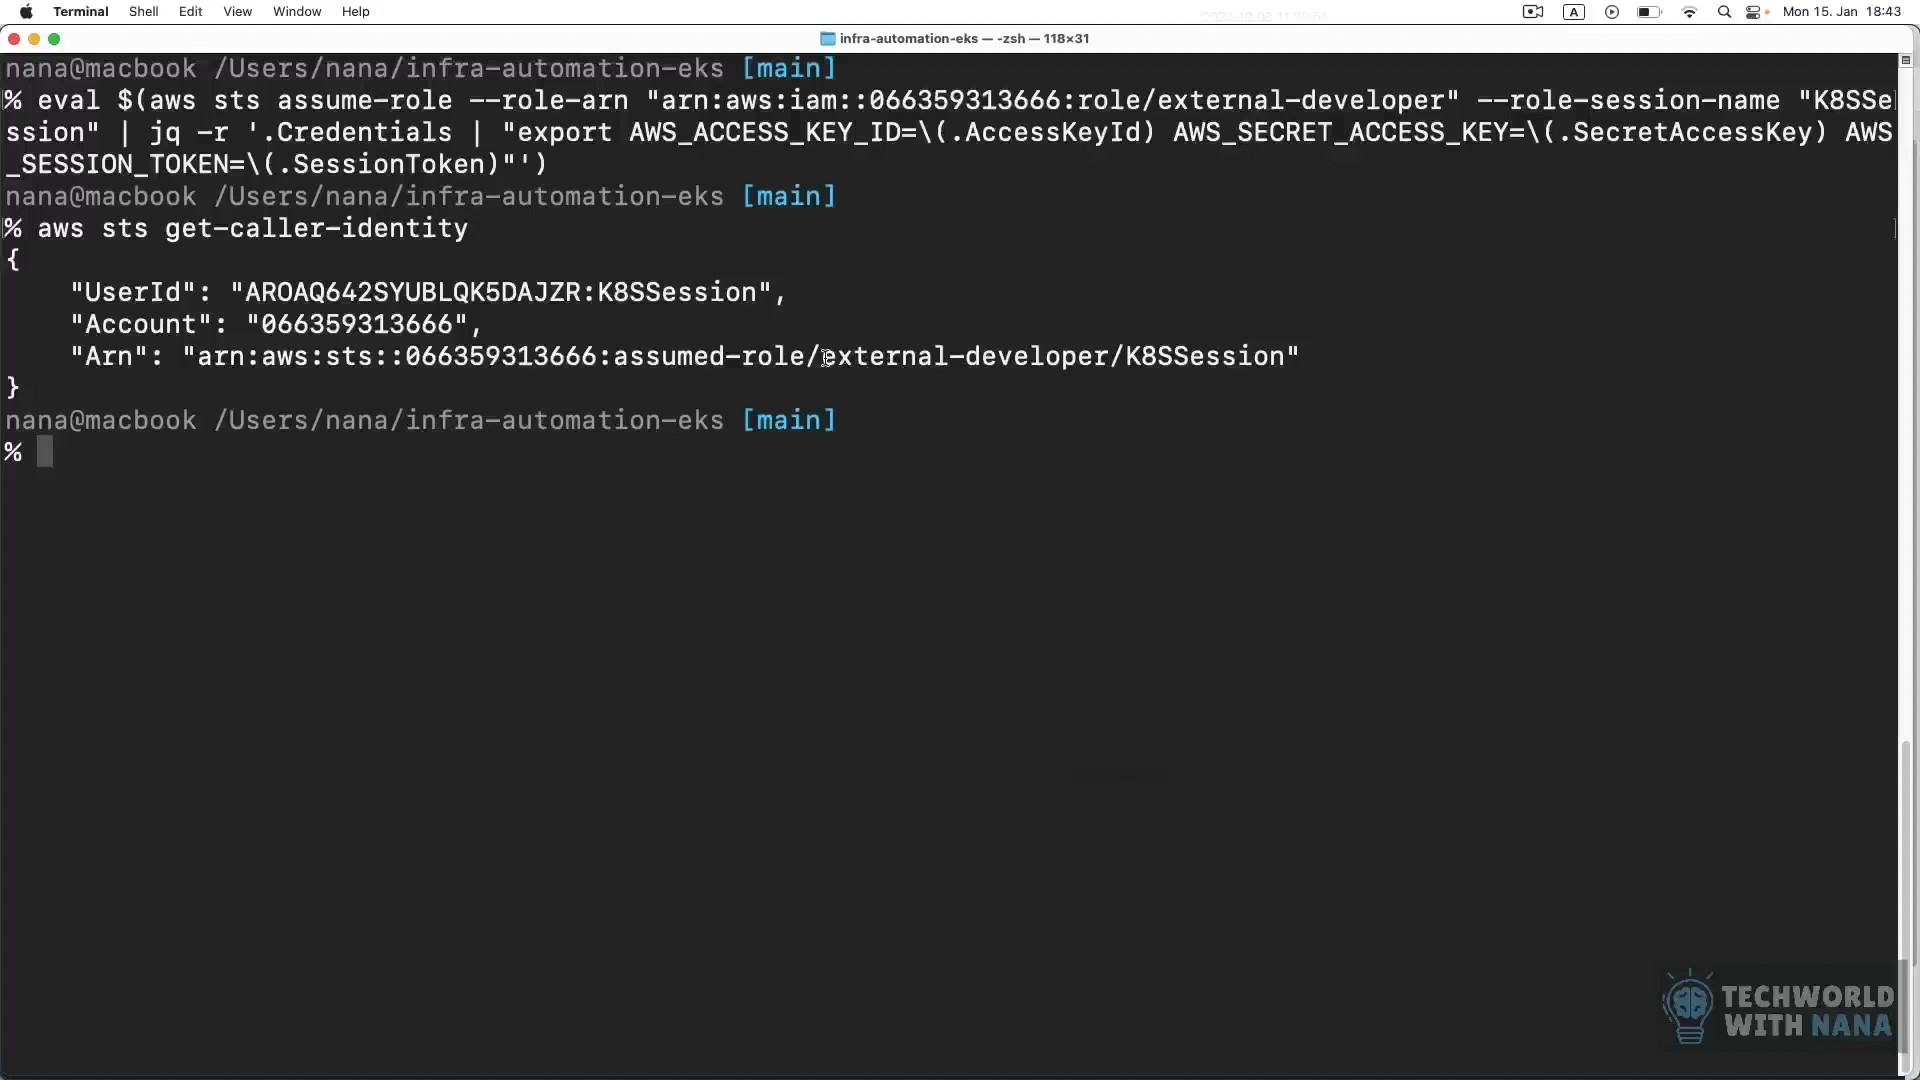 Terminal Shell Edit View Window Help A Mon 15. Jan 18:43
infra-automation-eks — -zsh — 118×31
nana@macbook /Users/nana/infra-automation-eks [main]
% eval $(aws sts assume-role --role-arn "arn:aws:iam::066359313666:role/external-developer" --role-session-name "K8SSe
ssion" | jq -r '.Credentials | "export AWS_ACCESS_KEY_ID=\(.AccessKeyId) AWS_SECRET_ACCESS_KEY=\(.SecretAccessKey) AWS
_SESSION_TOKEN=\(.SessionToken)"')
nana@macbook /Users/nana/infra-automation-eks [main]
% aws sts get-caller-identity
{
    "UserId": "AROAQ642SYUBLQK5DAJZR:K8SSession",
    "Account": "066359313666",
    "Arn": "arn:aws:sts::066359313666:assumed-role/external-developer/K8SSession"
}
nana@macbook /Users/nana/infra-automation-eks [main]
%
TECHWORLD
WITH NANA